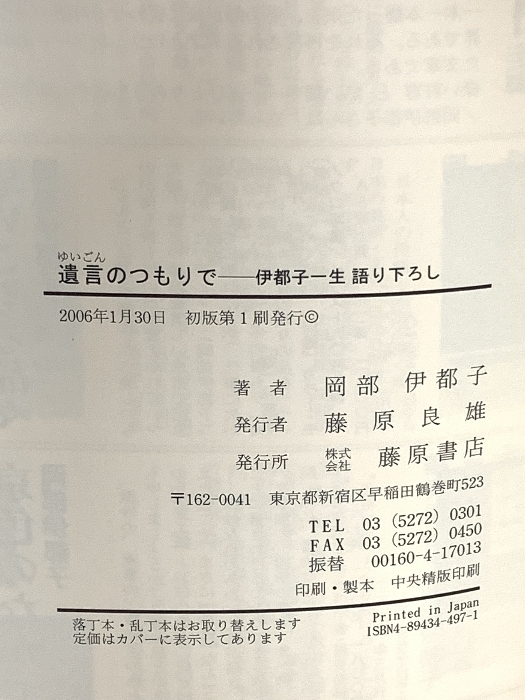 ゆいごん
遺言のつもりで――伊都子一生 語り下ろし
2006年1月30日　初版第1刷発行©
著者　岡部 伊都子
発行者　藤原良雄
発行所　株式会社 藤原書店
〒162-0041　東京都新宿区早稲田鶴巻町523
TEL 03 (5272) 0301
FAX 03 (5272) 0450
振替 00160-4-17013
印刷・製本　中央精版印刷
落丁本・乱丁本はお取り替えします
定価はカバーに表示してあります
Printed in Japan
ISBN4-89434-497-1